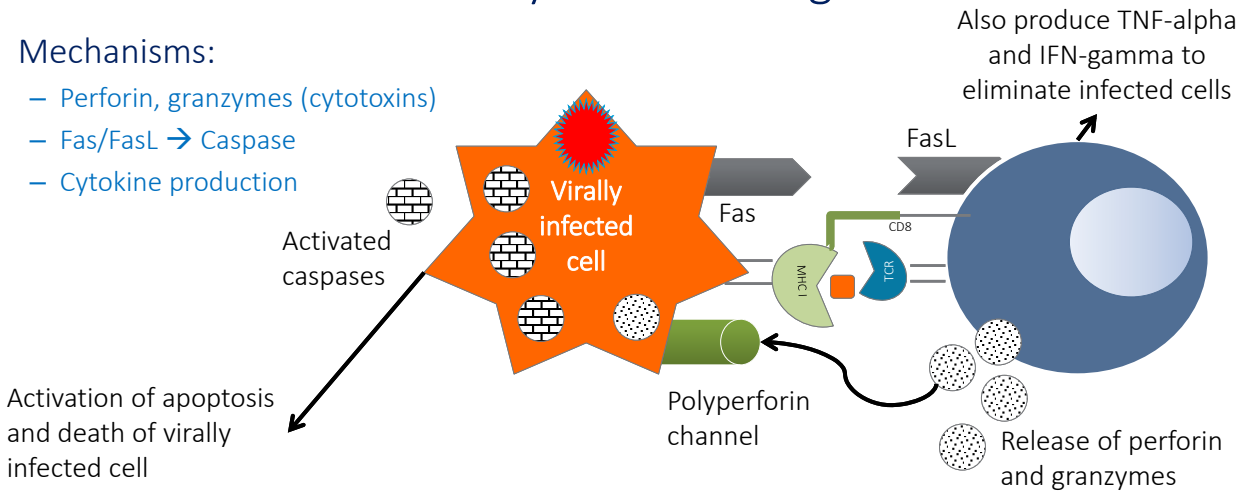 Mechanisms:
– Perforin, granzymes (cytotoxins)
– Fas/FasL → Caspase
– Cytokine production
Also produce TNF-alpha
and IFN-gamma to
eliminate infected cells
FasL
Virally
infected
cell
Fas
CD8
MHC I
TCR
Activated
caspases
Polyperforin
channel
Activation of apoptosis
and death of virally
infected cell
Release of perforin
and granzymes